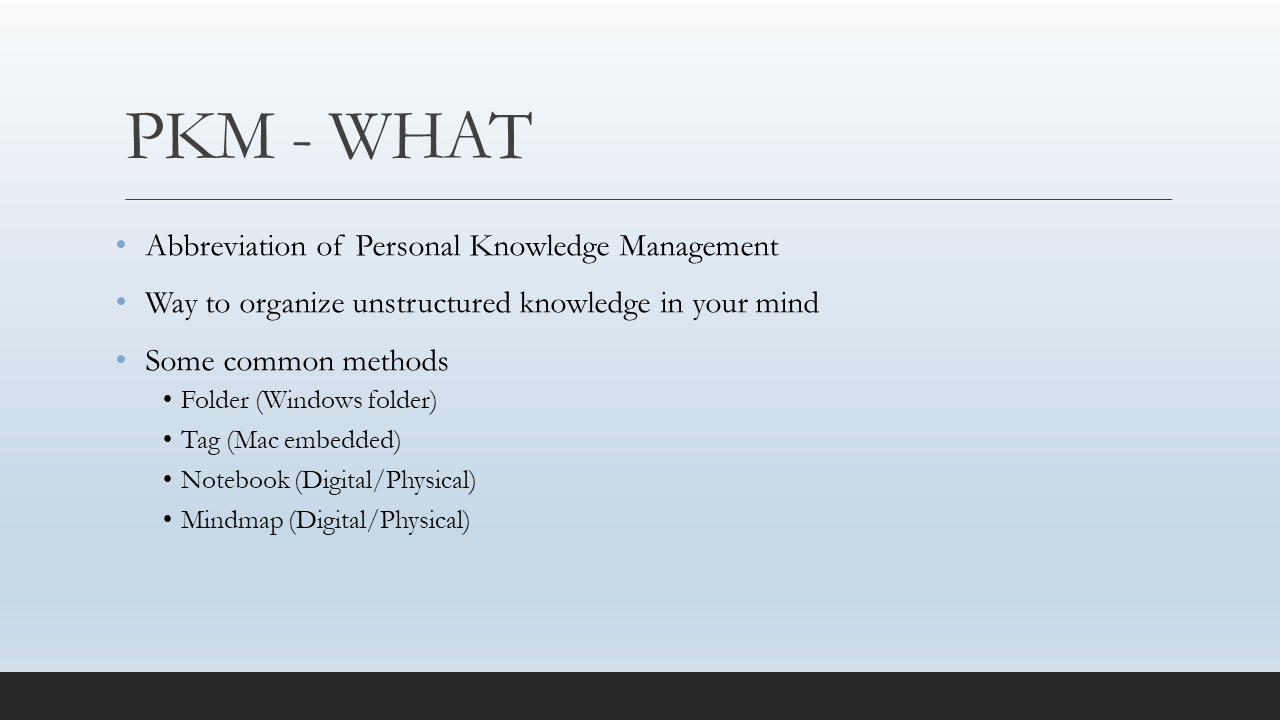 PKM - WHAT
• Abbreviation of Personal Knowledge Management
• Way to organize unstructured knowledge in your mind
• Some common methods
• Folder (Windows folder)
• Tag (Mac embedded)
• Notebook (Digital/Physical)
• Mindmap (Digital/Physical)